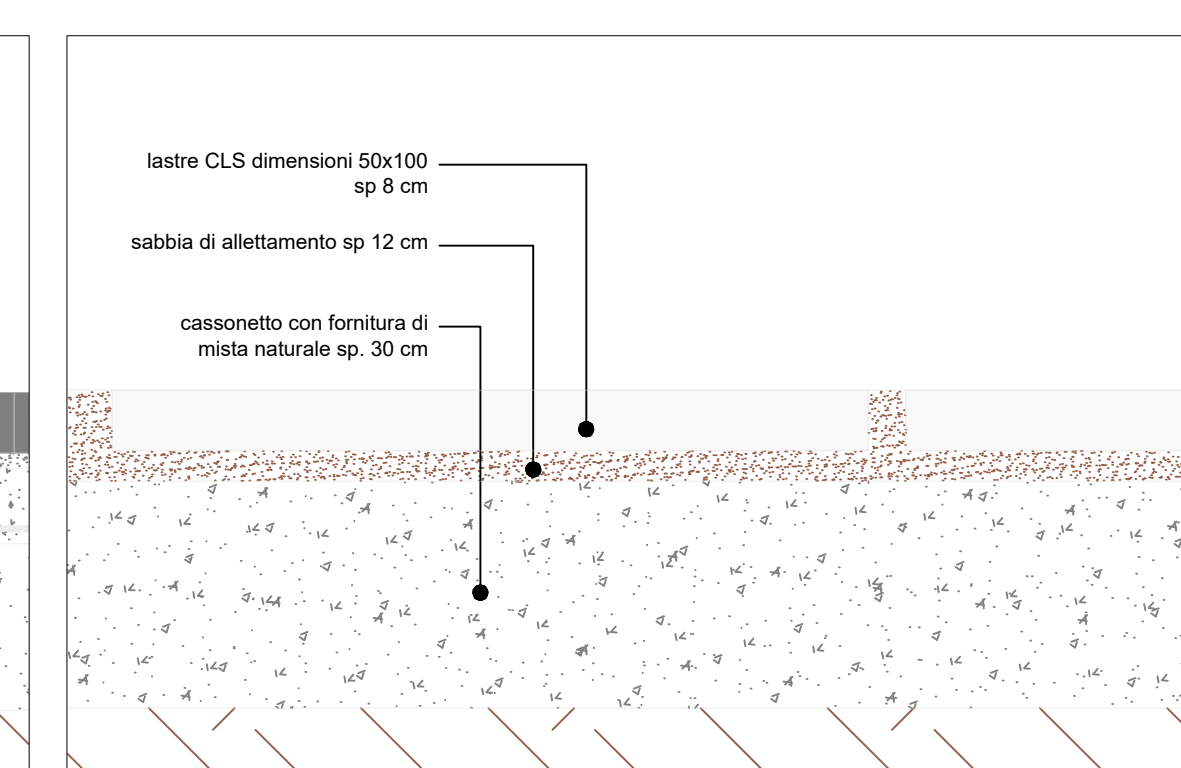 lastre CLS dimensioni 50x100
sp 8 cm
sabbia di allettamento sp 12 cm
cassonetto con fornitura di
mista naturale sp. 30 cm